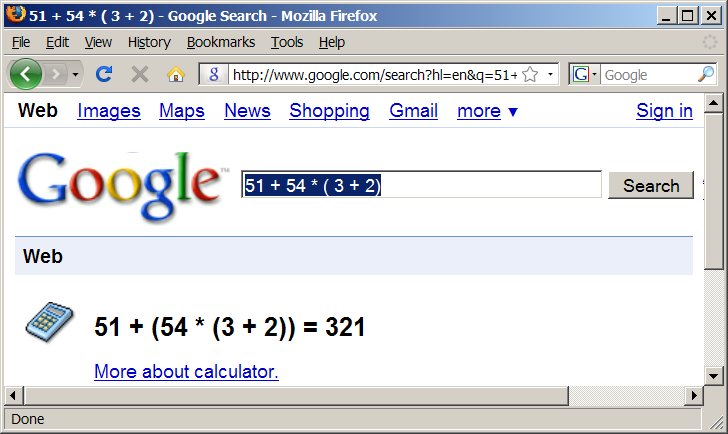 51 + 54 * ( 3 + 2) - Google Search - Mozilla Firefox
File Edit View History Bookmarks Tools Help
http://www.google.com/search?hl=en&q=51+ Google
Web Images Maps News Shopping Gmail more ▼ Sign in
Google™ 51 + 54 * ( 3 + 2) Search
Web
51 + (54 * (3 + 2)) = 321
More about calculator.
Done